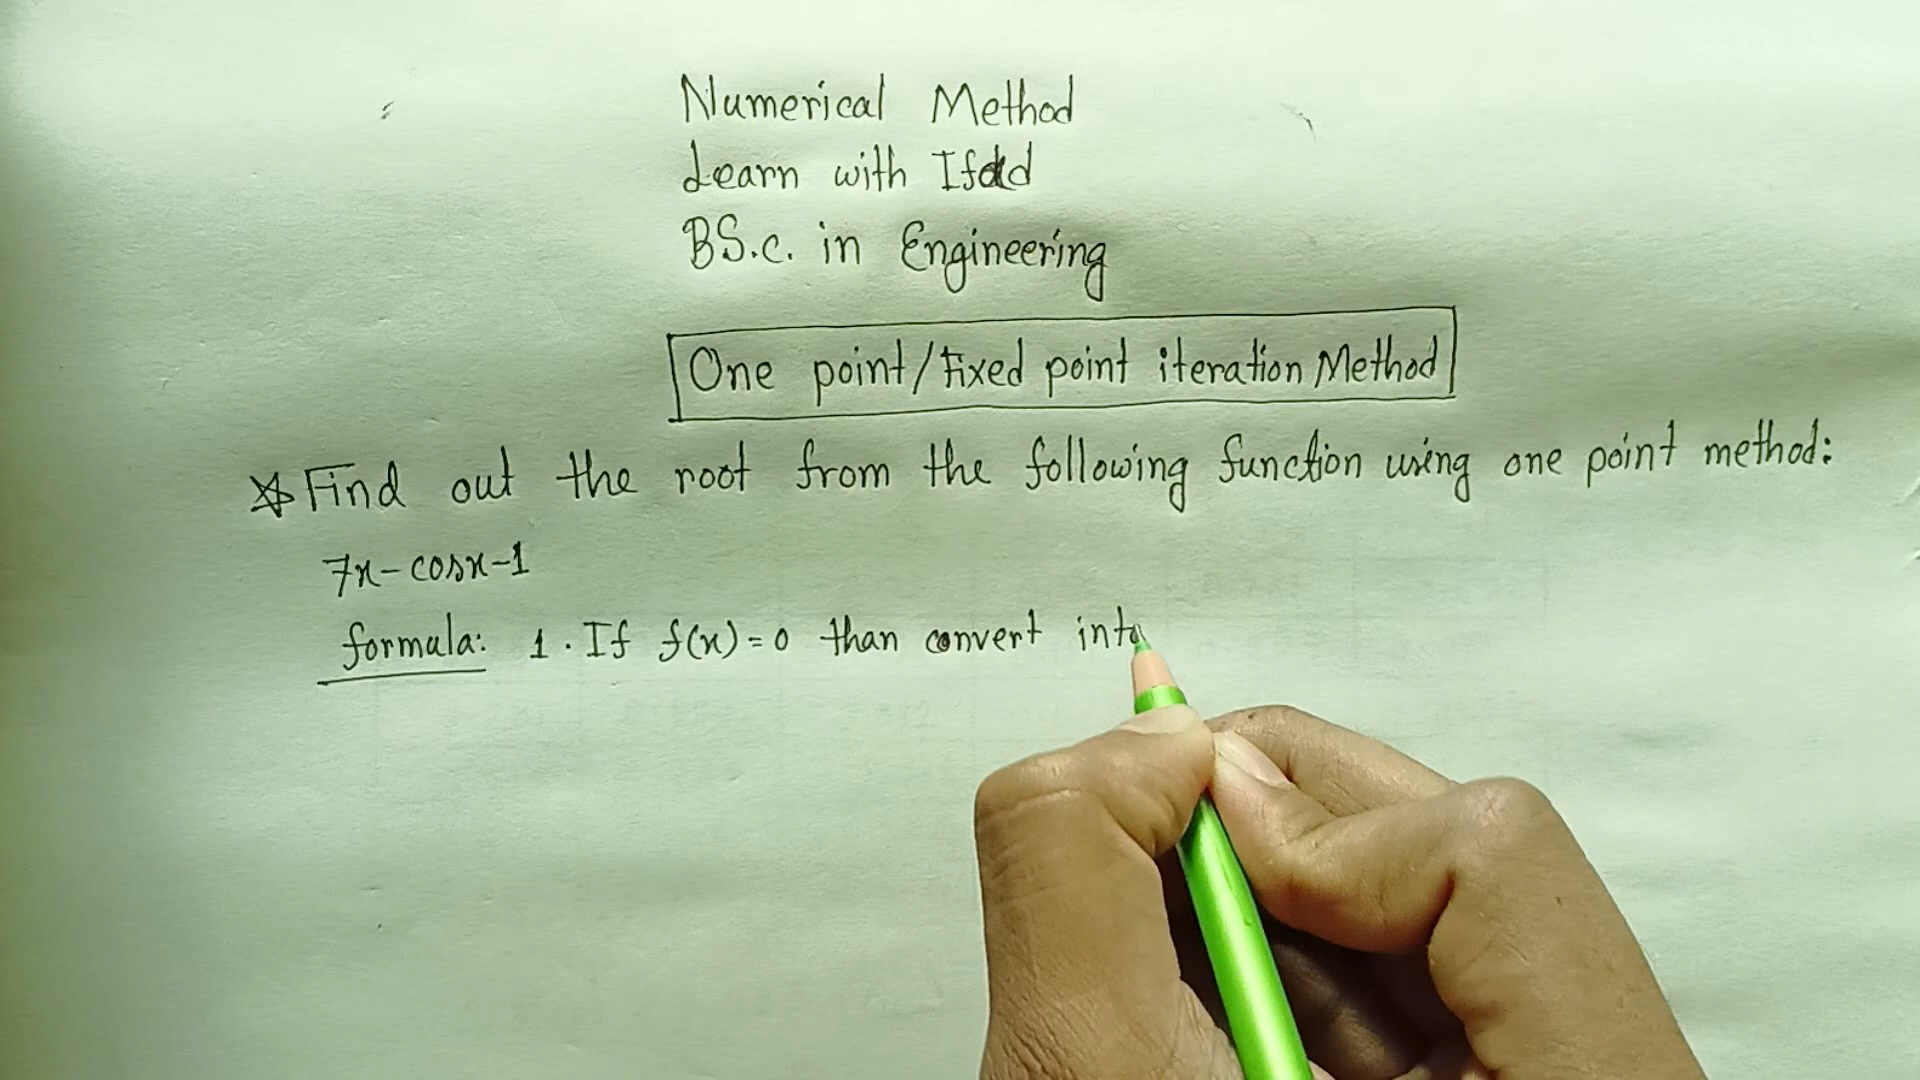 Numerical Method
Learn with Ifad
BS.c. in Engineering
One point/Fixed point iteration Method
Find out the root from the following function using one point method:
7x-cosx-1
formula: 1. If f(x)=0 than convert into